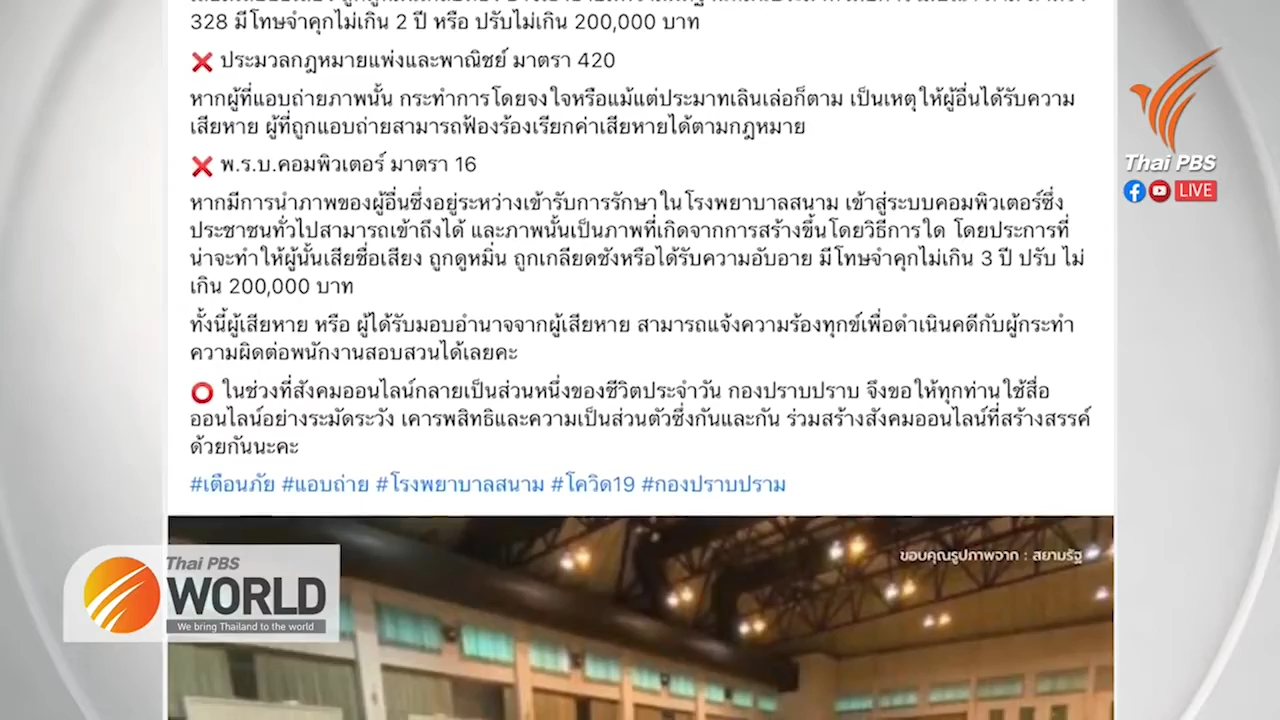 328 มีโทษจำคุกไม่เกิน 2 ปี หรือ ปรับไม่เกิน 200,000 บาท
❌ ประมวลกฎหมายแพ่งและพาณิชย์ มาตรา 420
หากผู้ที่แอบถ่ายภาพนั้น กระทำการโดยจงใจหรือแม้แต่ประมาทเลินเล่อก็ตาม เป็นเหตุให้ผู้อื่นได้รับความ
เสียหาย ผู้ที่ถูกแอบถ่ายสามารถฟ้องร้องเรียกค่าเสียหายได้ตามกฎหมาย
❌ พ.ร.บ.คอมพิวเตอร์ มาตรา 16
หากมีการนำภาพของผู้อื่นซึ่งอยู่ระหว่างเข้ารับการรักษาในโรงพยาบาลสนาม เข้าสู่ระบบคอมพิวเตอร์ซึ่ง
ประชาชนทั่วไปสามารถเข้าถึงได้ และภาพนั้นเป็นภาพที่เกิดจากการสร้างขึ้นโดยวิธีการใด โดยประการที่
น่าจะทำให้ผู้นั้นเสียชื่อเสียง ถูกดูหมิ่น ถูกเกลียดชังหรือได้รับความอับอาย มีโทษจำคุกไม่เกิน 3 ปี ปรับ ไม่
เกิน 200,000 บาท
ทั้งนี้ผู้เสียหาย หรือ ผู้ได้รับมอบอำนาจจากผู้เสียหาย สามารถแจ้งความร้องทุกข์เพื่อดำเนินคดีกับผู้กระทำ
ความผิดต่อพนักงานสอบสวนได้เลยคะ
⭕ ในช่วงที่สังคมออนไลน์กลายเป็นส่วนหนึ่งของชีวิตประจำวัน กองปราบปราบ จึงขอให้ทุกท่านใช้สื่อ
ออนไลน์อย่างระมัดระวัง เคารพสิทธิและความเป็นส่วนตัวซึ่งกันและกัน ร่วมสร้างสังคมออนไลน์ที่สร้างสรรค์
ด้วยกันนะคะ
#เตือนภัย #แอบถ่าย #โรงพยาบาลสนาม #โควิด19 #กองปราบปราม
ขอบคุณรูปภาพจาก : สยามรัฐ
Thai PBS
LIVE
Thai PBS
WORLD
We bring Thailand to the world